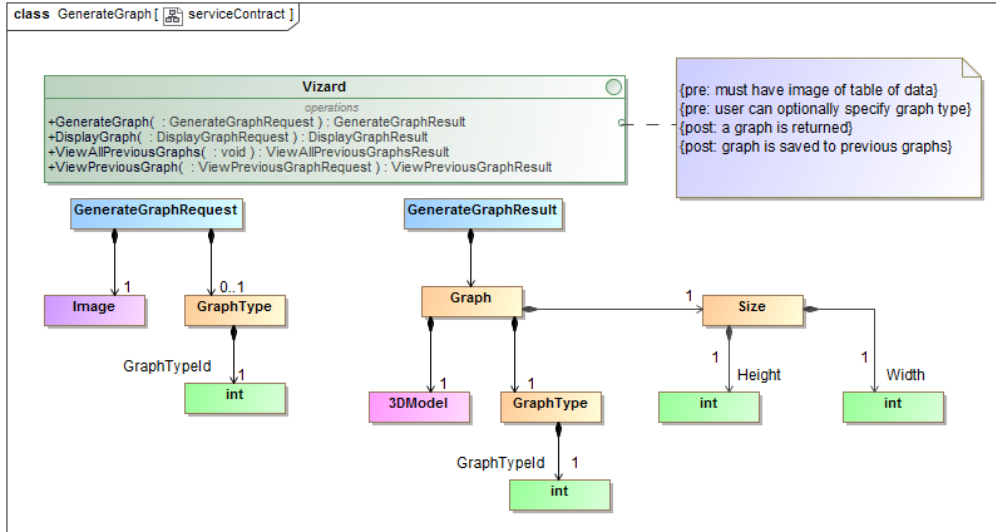 class GenerateGraph [ serviceContract ]
Vizard
operations
+GenerateGraph( : GenerateGraphRequest ) : GenerateGraphResult
+DisplayGraph( : DisplayGraphRequest ) : DisplayGraphResult
+ViewAllPreviousGraphs( : void ) : ViewAllPreviousGraphsResult
+ViewPreviousGraph( : ViewPreviousGraphRequest ) : ViewPreviousGraphResult
{pre: must have image of table of data}
{pre: user can optionally specify graph type}
{post: a graph is returned}
{post: graph is saved to previous graphs}
GenerateGraphRequest
GenerateGraphResult
1
0..1
Image
GraphType
Graph
1
Size
GraphTypeId
1
int
1
1
1
Height
1
Width
3DModel
GraphType
int
int
GraphTypeId
1
int